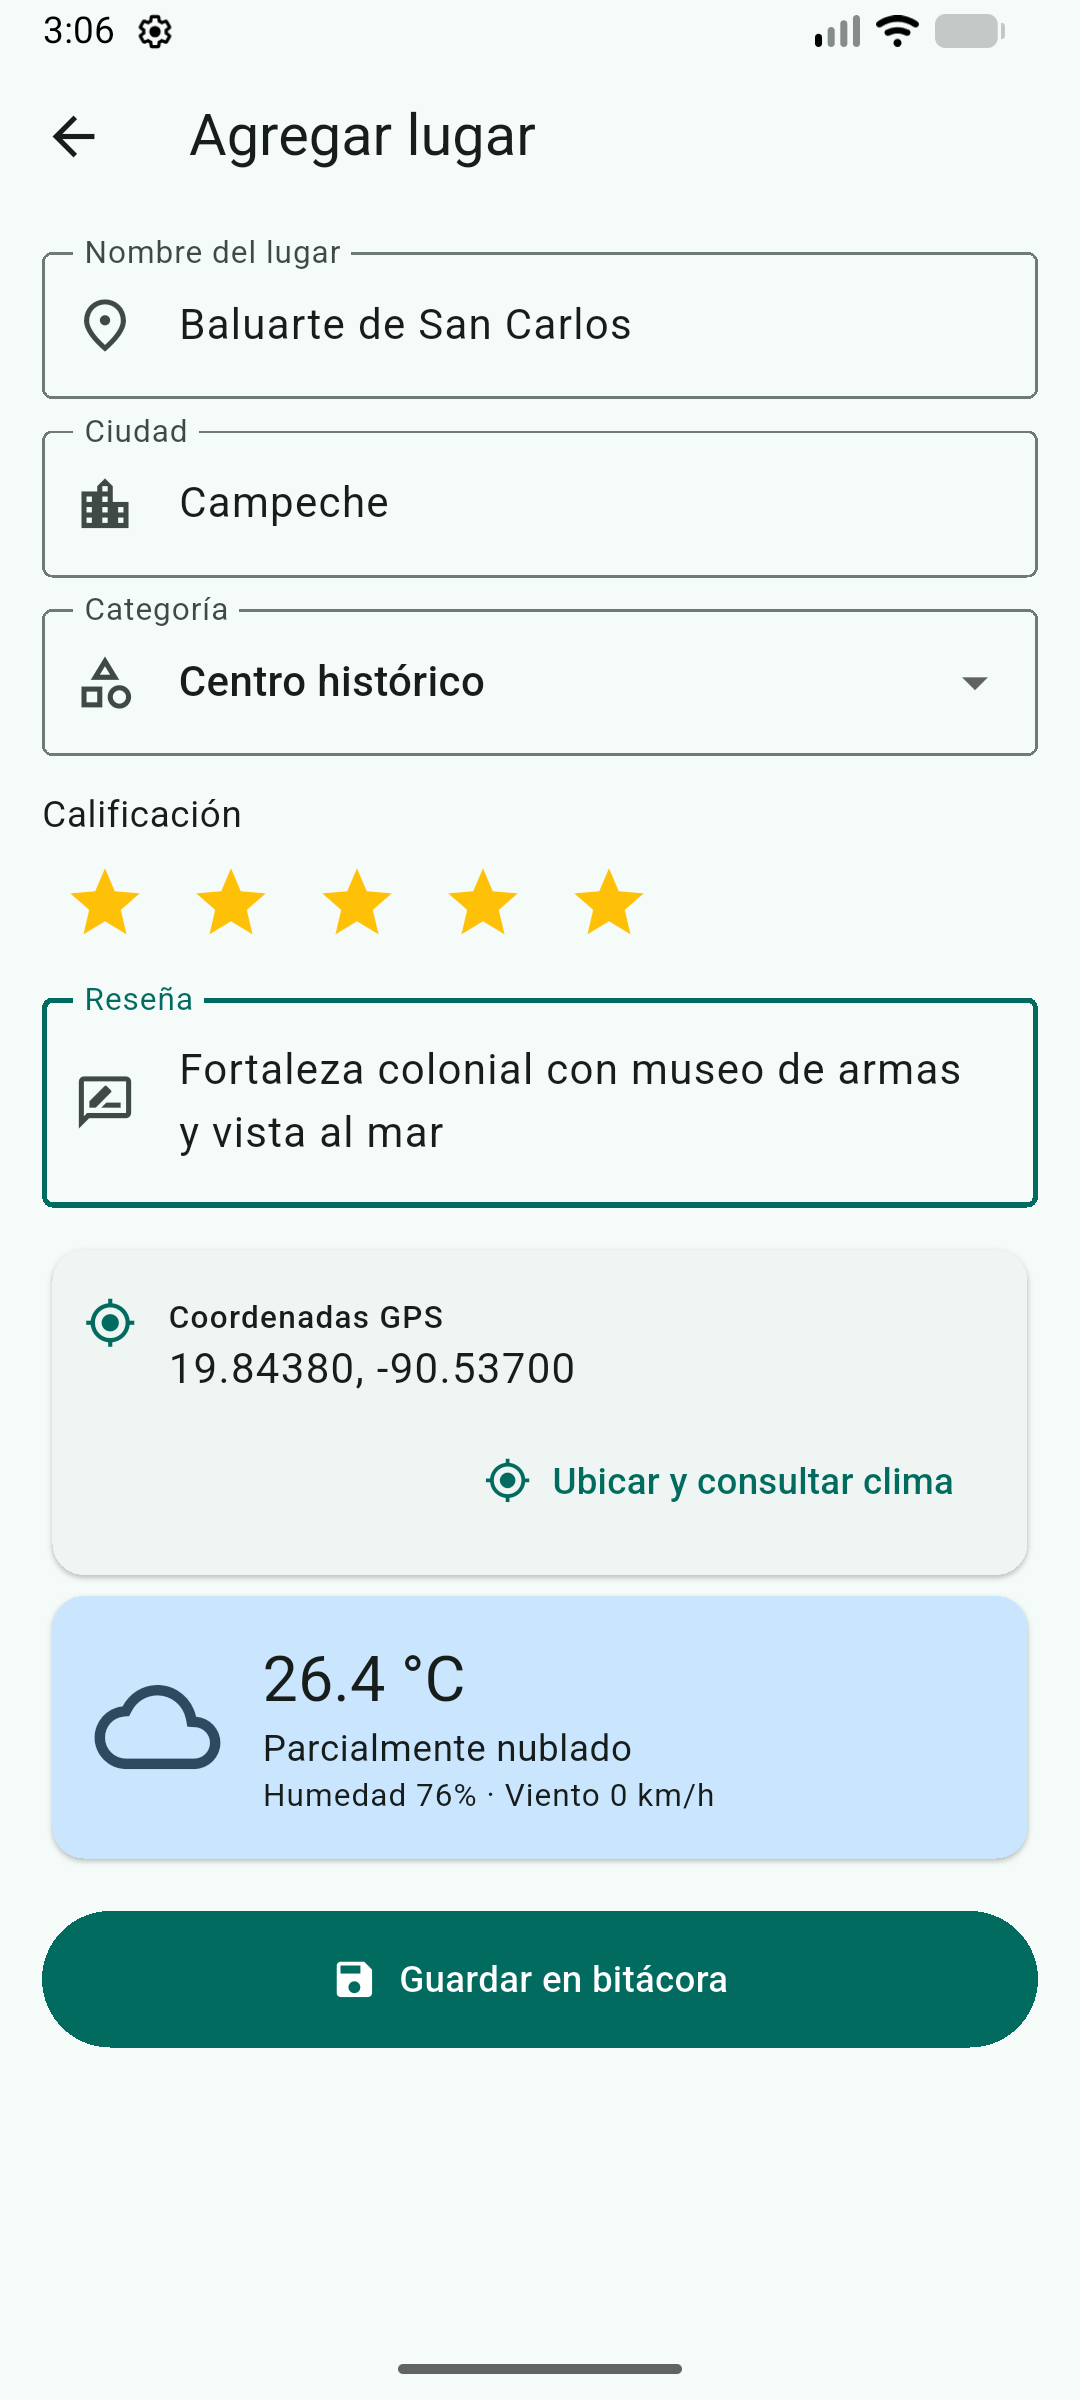 3:06
Agregar lugar
Nombre del lugar
Baluarte de San Carlos
Ciudad
Campeche
Categoría
Centro histórico
Calificación
Reseña
Fortaleza colonial con museo de armas
y vista al mar
Coordenadas GPS
19.84380, -90.53700
Ubicar y consultar clima
26.4 °C
Parcialmente nublado
Humedad 76% · Viento 0 km/h
Guardar en bitácora